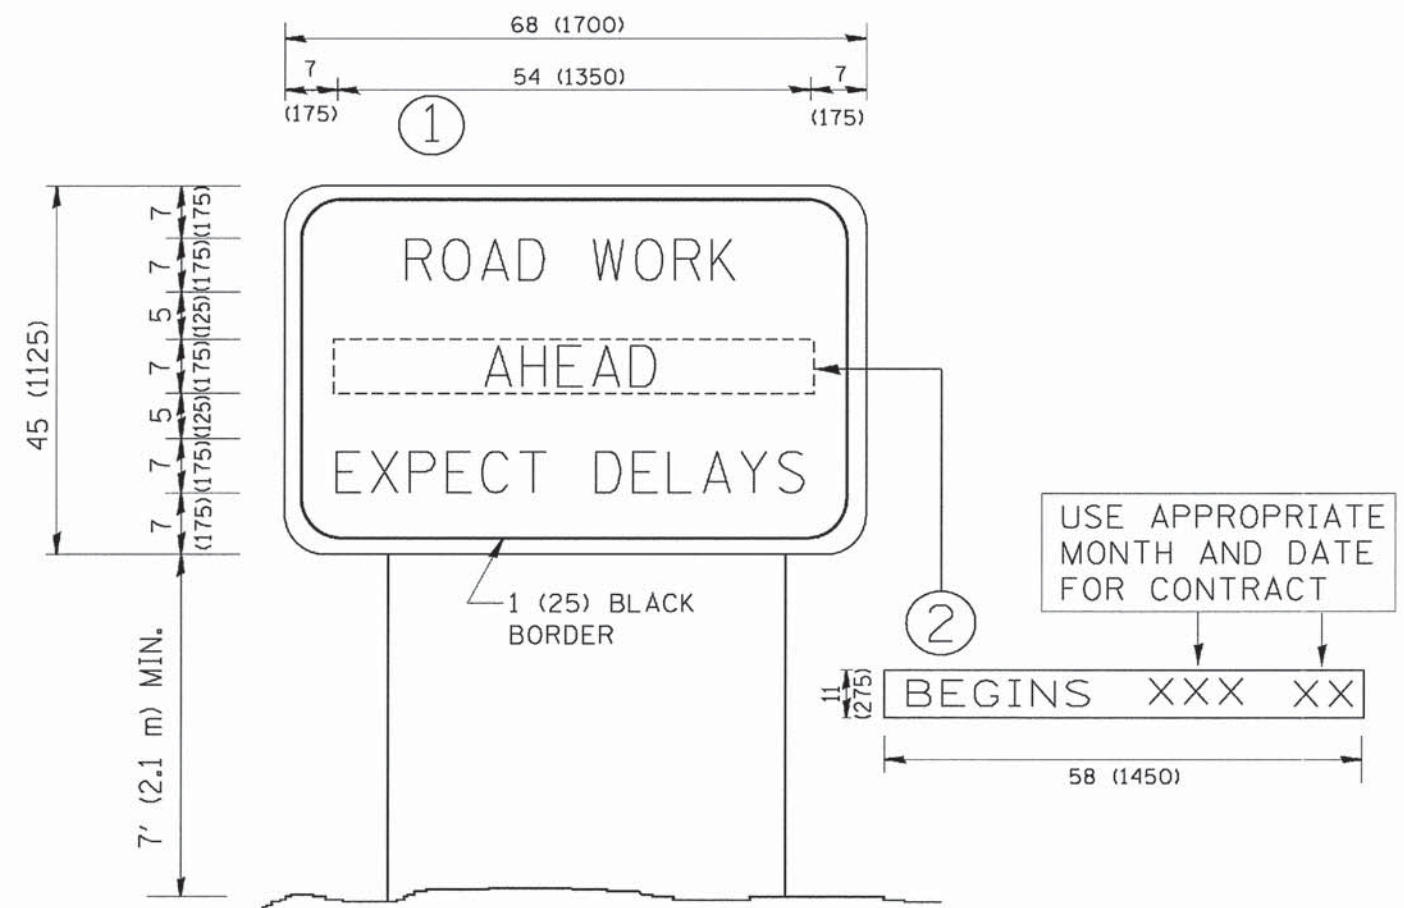 68 (1700)
7
54 (1350)
7
(175)
(175)
1
7 (175)
7 (175)
5 (125)
7 (175)
5 (125)
7 (175)
7 (175)
45 (1125)
ROAD WORK
AHEAD
EXPECT DELAYS
1 (25) BLACK
BORDER
7' (2.1 m) MIN.
USE APPROPRIATE
MONTH AND DATE
FOR CONTRACT
2
11
(275)
BEGINS XXX XX
58 (1450)